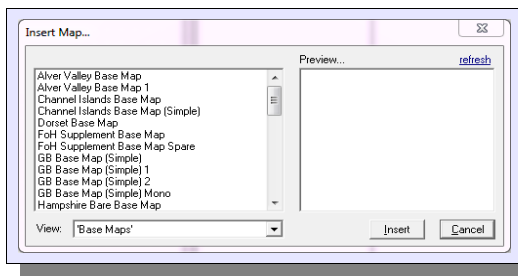 Insert Map...
Preview... refresh
Alver Valley Base Map
Alver Valley Base Map 1
Channel Islands Base Map
Channel Islands Base Map (Simple)
Dorset Base Map
FoH Supplement Base Map
FoH Supplement Base Map Spare
GB Base Map (Simple)
GB Base Map (Simple) 1
GB Base Map (Simple) 2
GB Base Map (Simple) Mono
Hampshire Bare Base Map
View: 'Base Maps' Insert Cancel